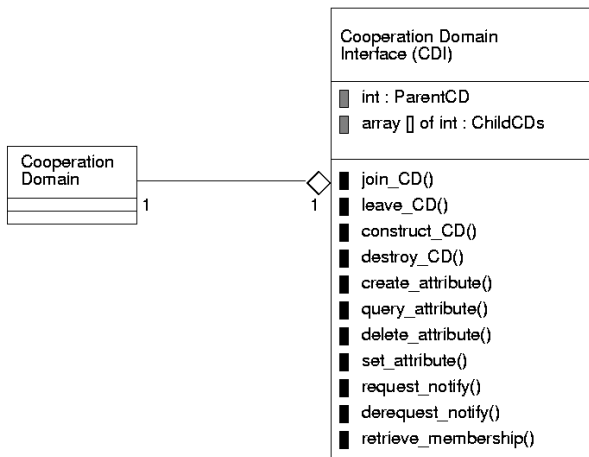 Cooperation Domain
Interface (CDI)
int : ParentCD
array [] of int : ChildCDs
Cooperation
Domain
1
1
join_CD()
leave_CD()
construct_CD()
destroy_CD()
create_attribute()
query_attribute()
delete_attribute()
set_attribute()
request_notify()
derequest_notify()
retrieve_membership()